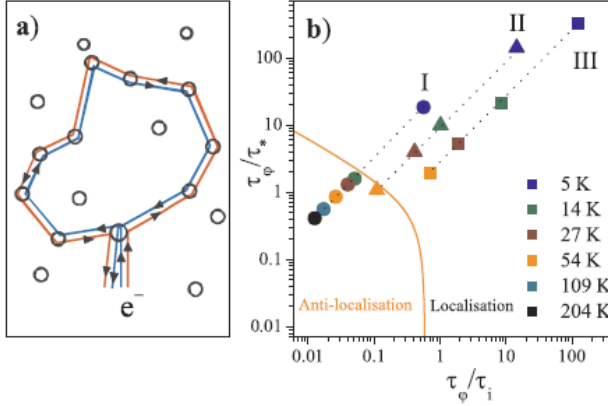 a)
e⁻
b)
I
II
III
100
10
1
0.1
0.01
τφ/τ*
Anti-localisation
Localisation
5 K
14 K
27 K
54 K
109 K
204 K
0.01
0.1
1
10
100
τφ/τi